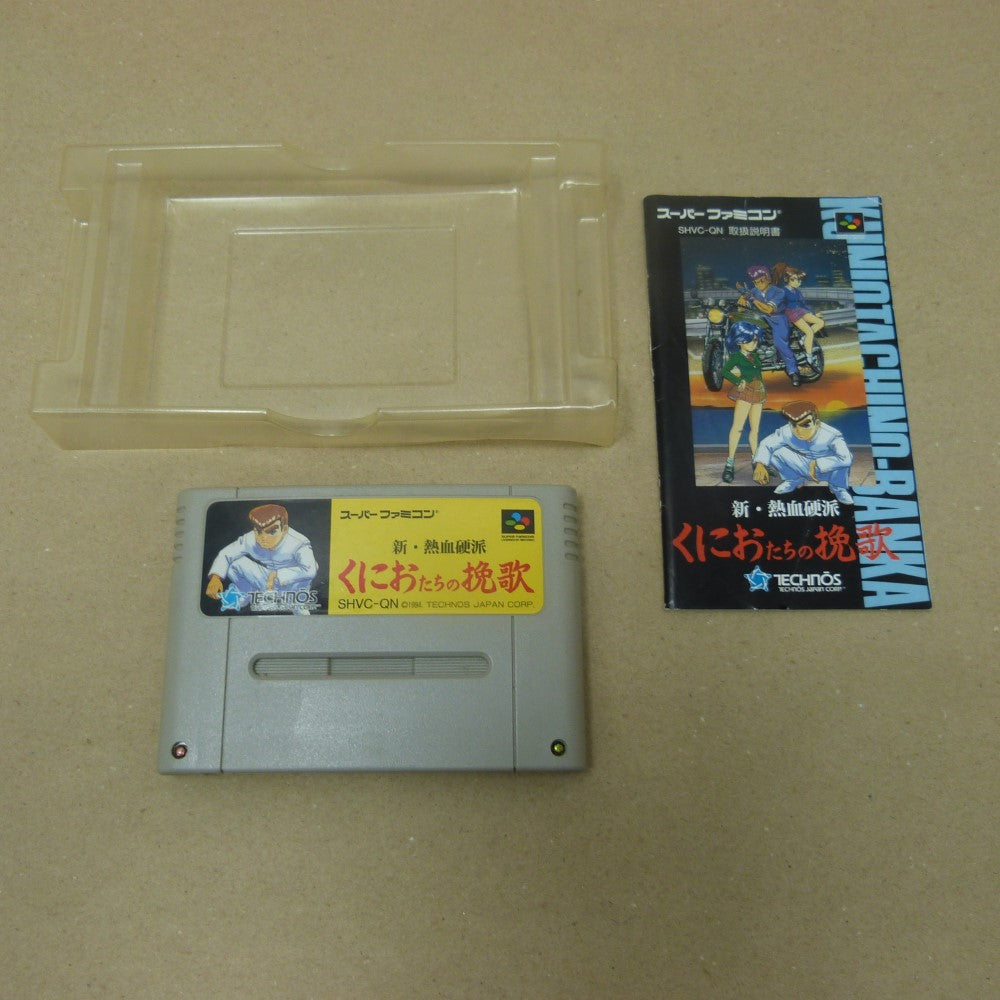 スーパーファミコン®
SHVC-QN 取扱説明書
KUNIOTACHINO-BANKA
新・熱血硬派
くにおたちの挽歌
TECHNŌS
TECHNOS JAPAN CORP.
スーパーファミコン®
新・熱血硬派
くにおたちの挽歌
SHVC-QN ©1994 TECHNOS JAPAN CORP.
TECHNŌS